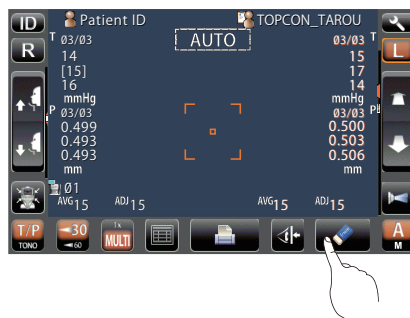 ID Patient ID TOPCON_TAROU
R T 03/03 AUTO 03/03 T L
14 15
[15] 17
16 14
mmHg mmHg
P 03/03 03/03 P
0.499 0.500
0.493 0.503
0.493 0.506
mm mm
01
AVG15 ADJ15 AVG15 ADJ15
T/P TONO 30 60 1x MULTI A M